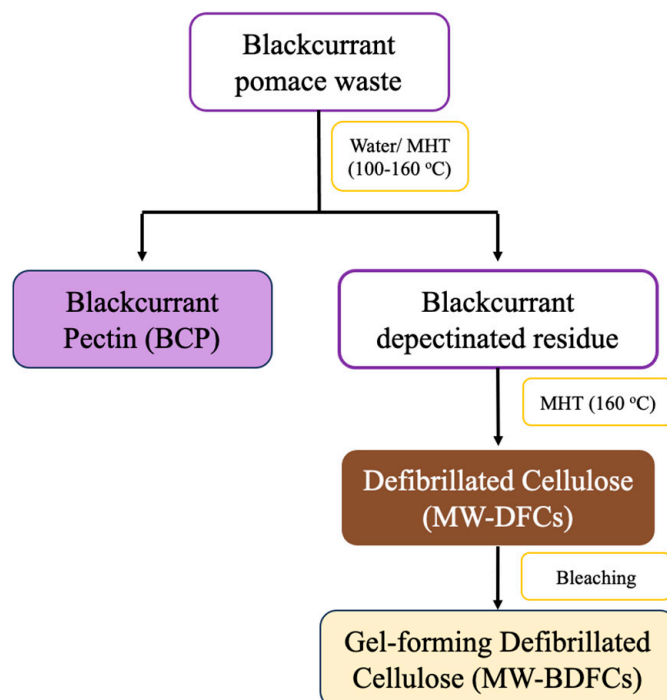 Blackcurrant
pomace waste
Water/ MHT
(100-160 ºC)
Blackcurrant
Pectin (BCP)
Blackcurrant
depectinated residue
MHT (160 ºC)
Defibrillated Cellulose
(MW-DFCs)
Bleaching
Gel-forming Defibrillated
Cellulose (MW-BDFCs)